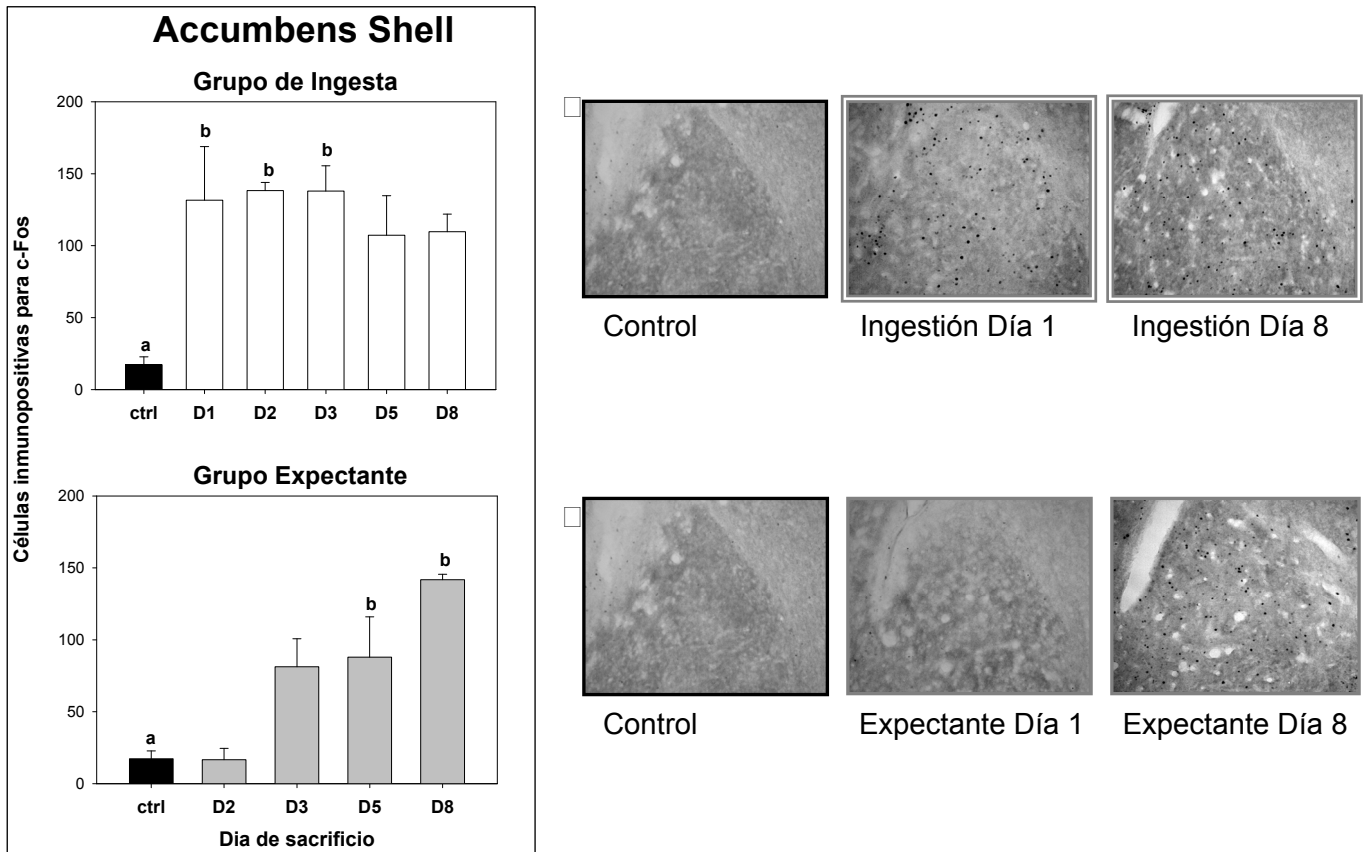 Accumbens Shell
Grupo de Ingesta
Células inmunopositivas para c-Fos
200
150
100
50
0
a
b
b
b
ctrl D1 D2 D3 D5 D8
Grupo Expectante
200
150
100
50
0
a
b
b
ctrl D2 D3 D5 D8
Dia de sacrificio
Control
Ingestión Día 1
Ingestión Día 8
Control
Expectante Día 1
Expectante Día 8